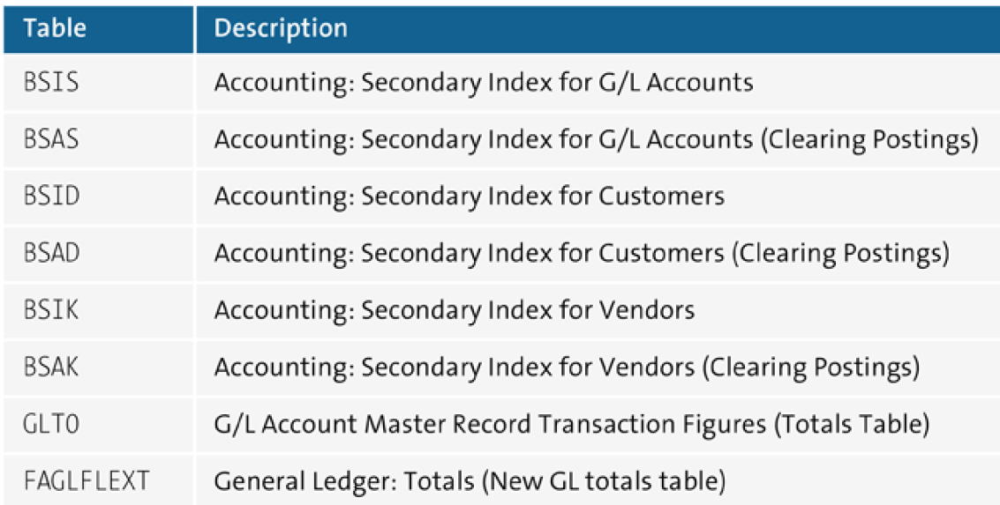 Table Description
BSIS Accounting: Secondary Index for G/L Accounts
BSAS Accounting: Secondary Index for G/L Accounts (Clearing Postings)
BSID Accounting: Secondary Index for Customers
BSAD Accounting: Secondary Index for Customers (Clearing Postings)
BSIK Accounting: Secondary Index for Vendors
BSAK Accounting: Secondary Index for Vendors (Clearing Postings)
GLT0 G/L Account Master Record Transaction Figures (Totals Table)
FAGLFLEXT General Ledger: Totals (New GL totals table)